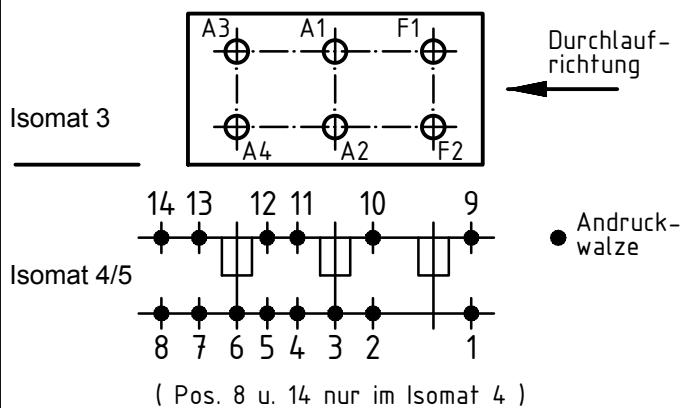 A3 A1 F1
Durchlauf-
richtung
Isomat 3
A4 A2 F2
14 13 12 11 10 9
Andruck-
walze
Isomat 4/5
8 7 6 5 4 3 2 1
( Pos. 8 u. 14 nur im Isomat 4 )